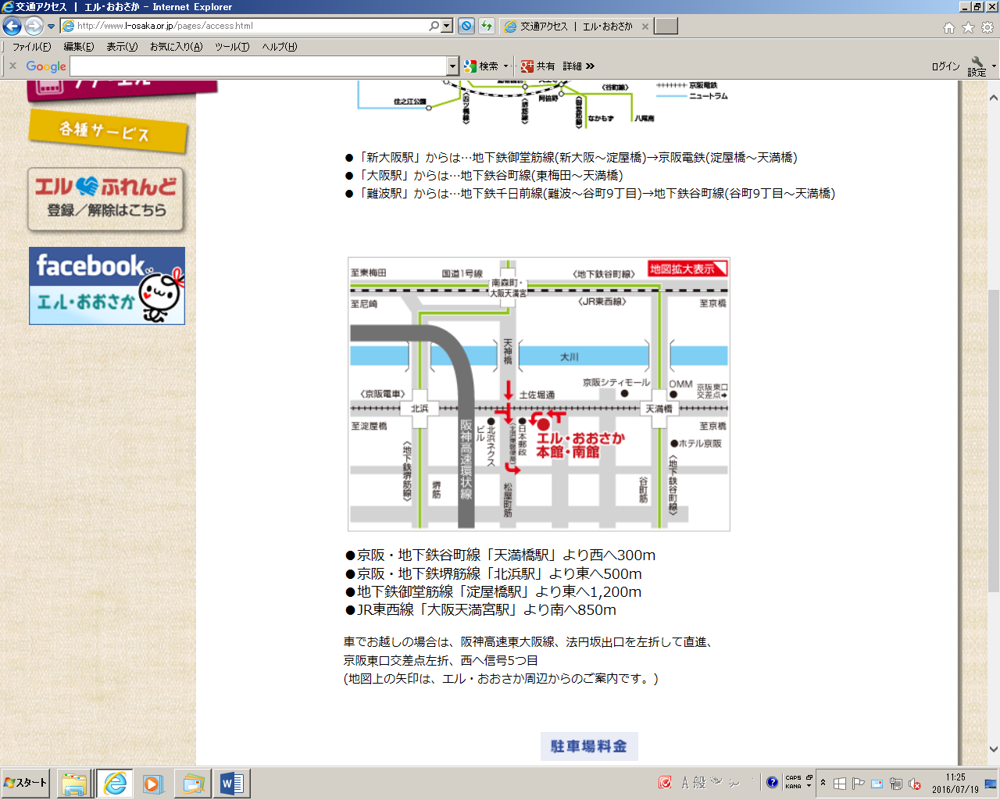 交通アクセス | エル・おおさか - Internet Explorer
http://www.l-osaka.or.jp/pages/access.html
交通アクセス | エル・おおさか
ファイル(F) 編集(E) 表示(V) お気に入り(A) ツール(T) ヘルプ(H)
Google 検索 共有 詳細 ログイン 設定
各種サービス
エルふれんど
登録／解除はこちら
facebook
エル・おおさか
住之江公園
〈四ツ橋線〉
〈堺筋線〉
阿倍野
〈御堂筋線〉
〈谷町線〉
なかもず
八尾南
京阪電鉄
ニュートラム
●「新大阪駅」からは…地下鉄御堂筋線(新大阪～淀屋橋)→京阪電鉄(淀屋橋～天満橋)
●「大阪駅」からは…地下鉄谷町線(東梅田～天満橋)
●「難波駅」からは…地下鉄千日前線(難波～谷町9丁目)→地下鉄谷町線(谷町9丁目～天満橋)
至東梅田
国道1号線
〈地下鉄谷町線〉
地図拡大表示
南森町・
大阪天満宮
至尼崎
〈JR東西線〉
至京橋
天神橋
大川
京阪シティモール
OMM
京阪東口
交差点
〈京阪電車〉
土佐堀通
北浜
天満橋
至淀屋橋
至京橋
阪神高速環状線
北浜ネクス
ビル
日本郵政
エル・おおさか
本館・南館
ホテル京阪
〈地下鉄堺筋線〉
堺筋
松屋町筋
谷町筋
〈地下鉄谷町線〉
●京阪・地下鉄谷町線「天満橋駅」より西へ300m
●京阪・地下鉄堺筋線「北浜駅」より東へ500m
●地下鉄御堂筋線「淀屋橋駅」より東へ1,200m
●JR東西線「大阪天満宮駅」より南へ850m
車でお越しの場合は、阪神高速東大阪線、法円坂出口を左折して直進、
京阪東口交差点左折、西へ信号5つ目
(地図上の矢印は、エル・おおさか周辺からのご案内です。)
駐車場料金
スタート
A 般
CAPS
KANA
11:25
2016/07/19